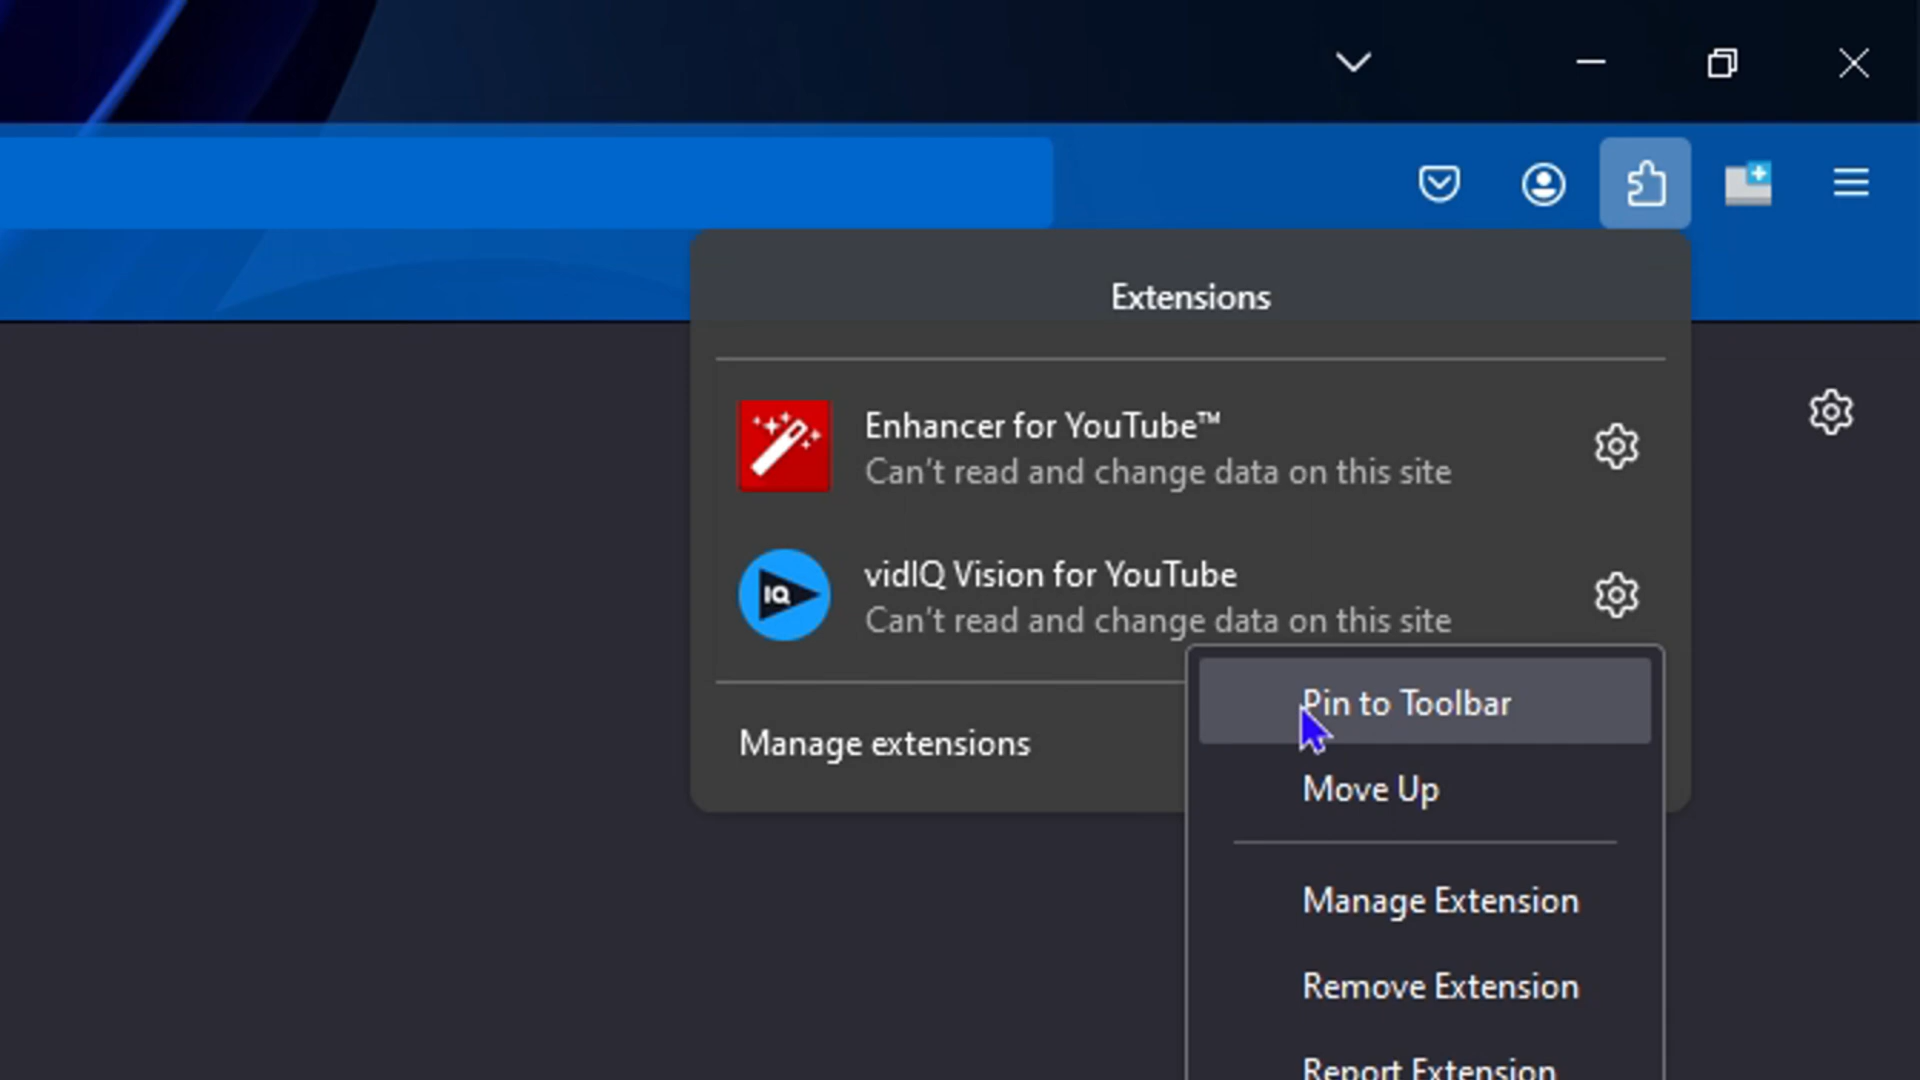 Extensions
Enhancer for YouTube™
Can't read and change data on this site
IQ
vidIQ Vision for YouTube
Can't read and change data on this site
Manage extensions
Pin to Toolbar
Move Up
Manage Extension
Remove Extension
Report Extension